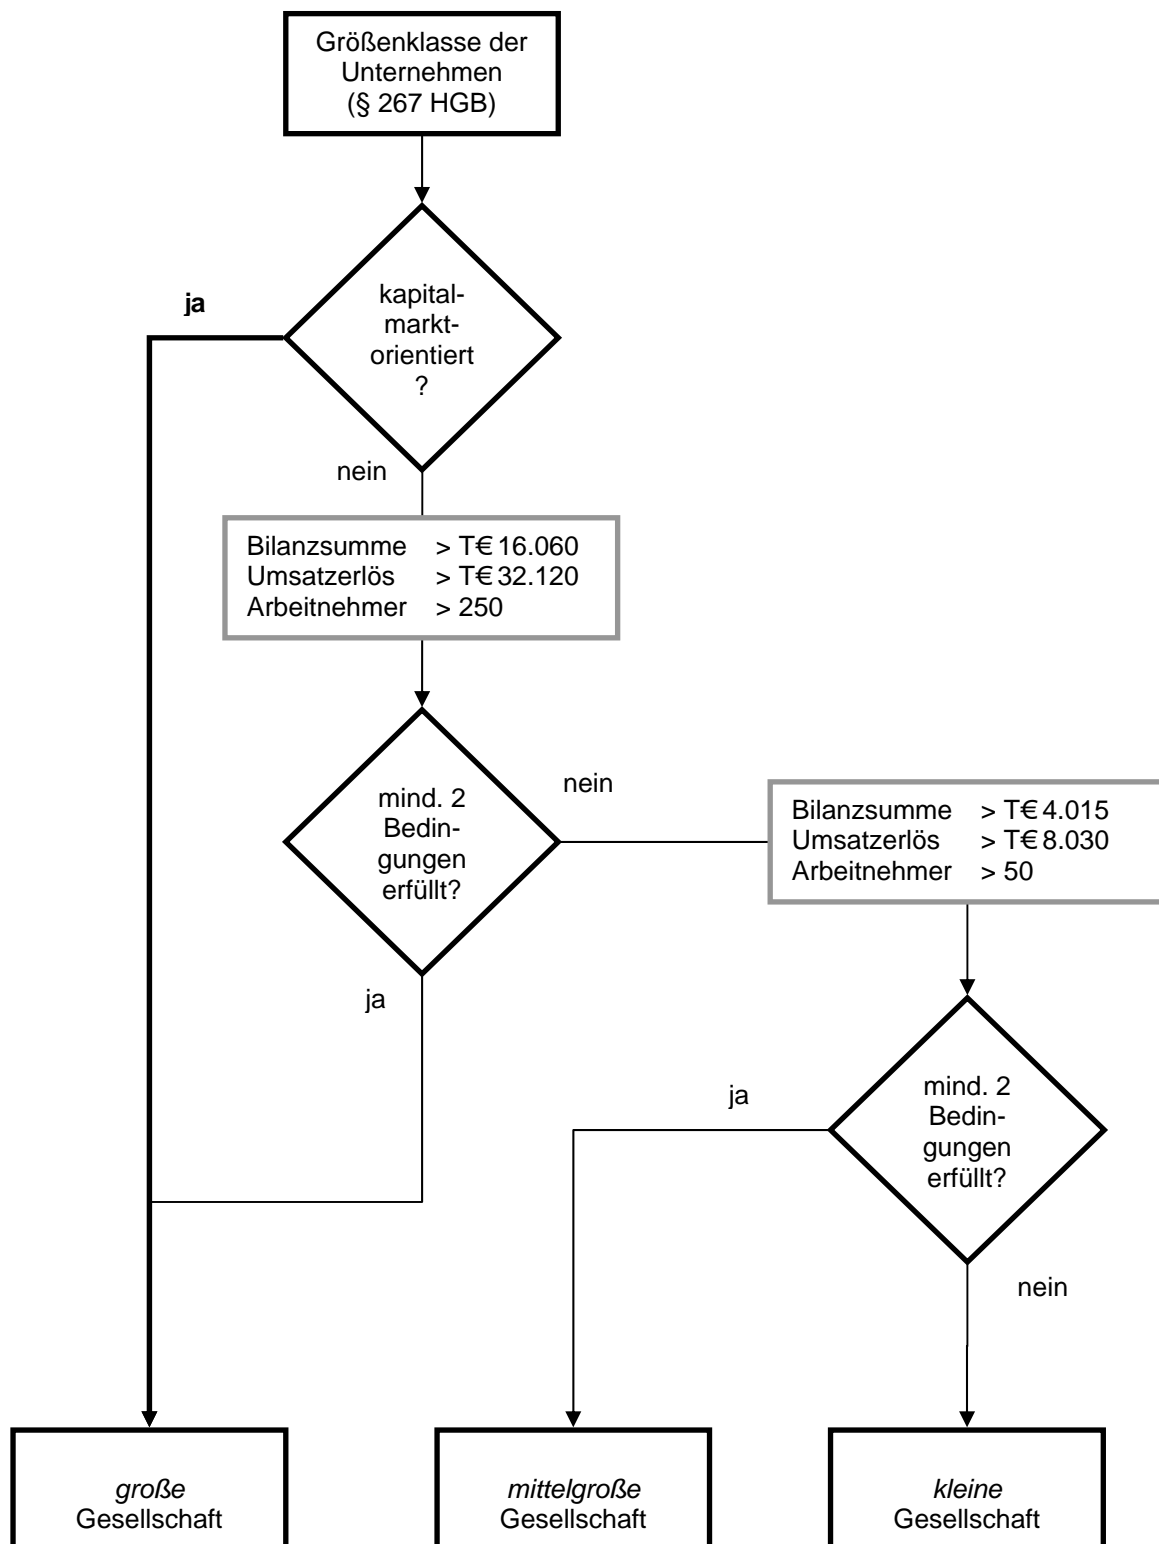 Größenklasse der
Unternehmen
(§ 267 HGB)
ja
kapital-
markt-
orientiert
?
nein
Bilanzsumme > T€ 16.060
Umsatzerlös > T€ 32.120
Arbeitnehmer > 250
mind. 2
Bedin-
gungen
erfüllt?
nein
ja
Bilanzsumme > T€ 4.015
Umsatzerlös > T€ 8.030
Arbeitnehmer > 50
mind. 2
Bedin-
gungen
erfüllt?
ja
nein
große
Gesellschaft
mittelgroße
Gesellschaft
kleine
Gesellschaft